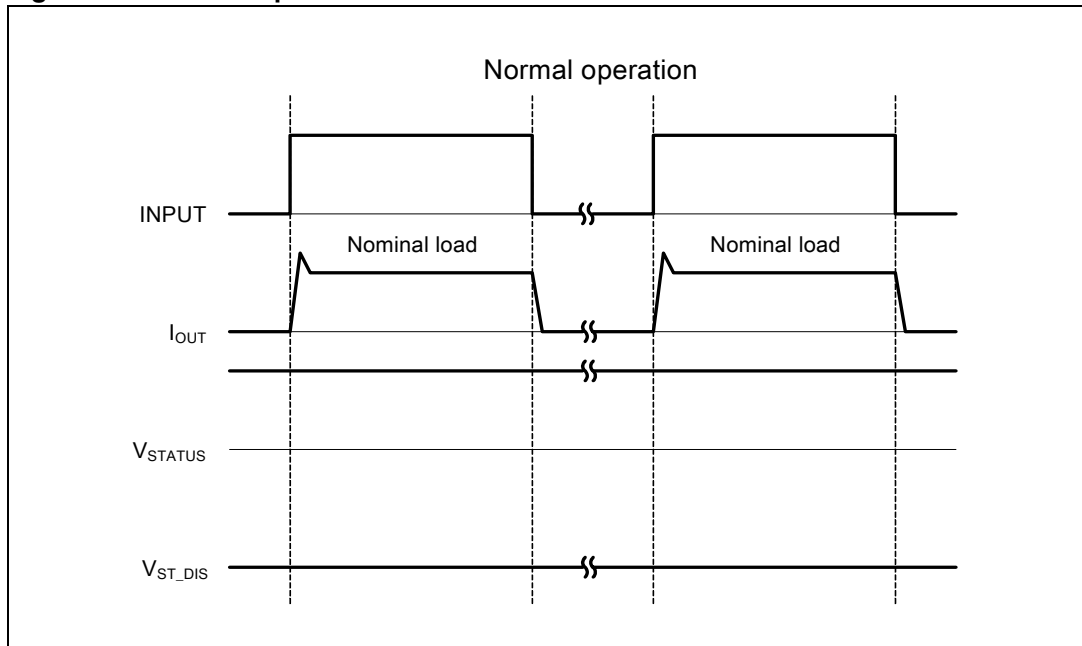 Normal operation
INPUT
Nominal load Nominal load
IOUT
VSTATUS
VST_DIS